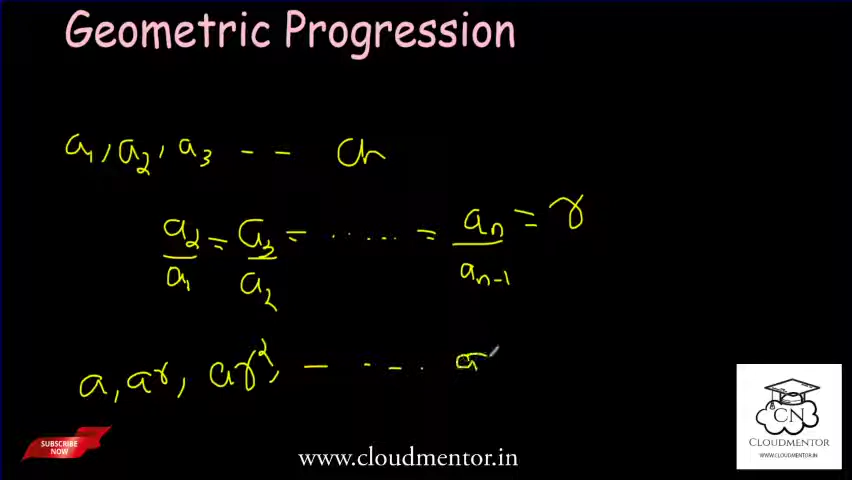 Geometric Progression
a₁, a₂, a₃ - - aₙ
a₂/a₁ = a₃/a₂ = ...... = aₙ/aₙ₋₁ = r
a, ar, ar², - ... . a
SUBSCRIBE
NOW
www.cloudmentor.in
CN
CLOUDMENTOR
WWW.CLOUDMENTOR.IN